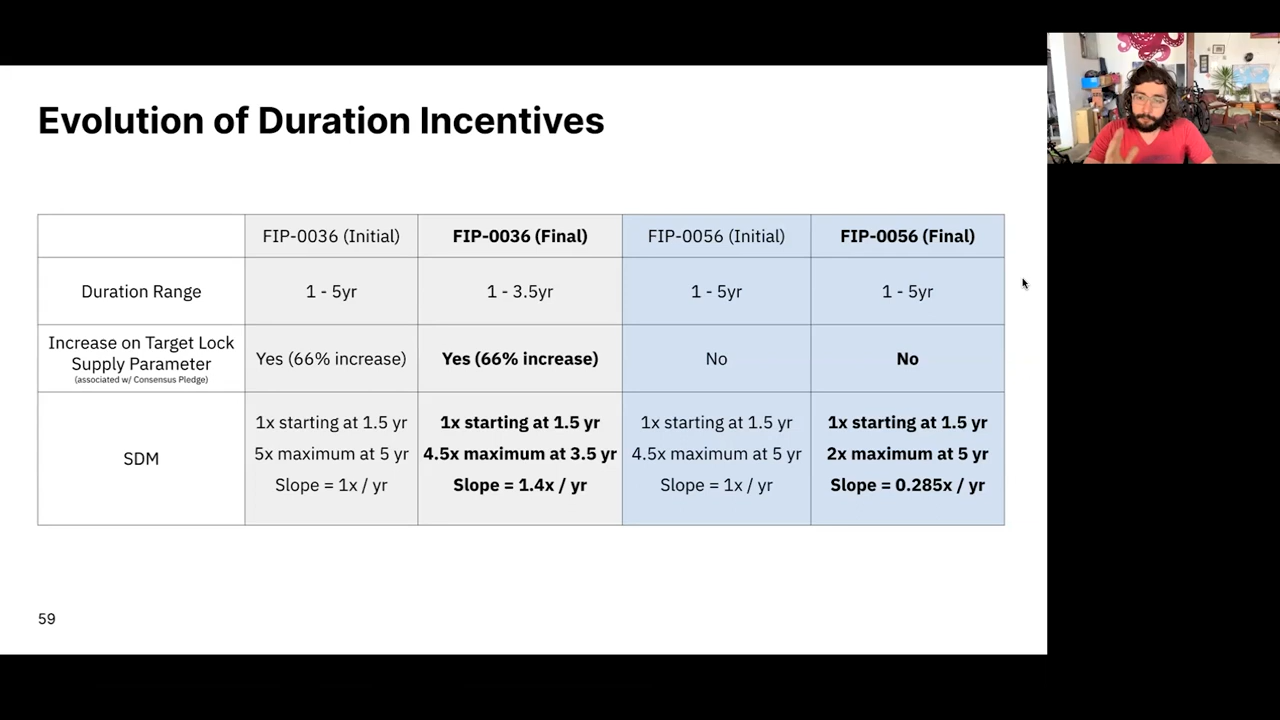 Evolution of Duration Incentives
FIP-0036 (Initial)
FIP-0036 (Final)
FIP-0056 (Initial)
FIP-0056 (Final)
Duration Range
1 - 5yr
1 - 3.5yr
1 - 5yr
1 - 5yr
Increase on Target Lock
Supply Parameter
(associated w/ Consensus Pledge)
Yes (66% increase)
Yes (66% increase)
No
No
SDM
1x starting at 1.5 yr
5x maximum at 5 yr
Slope = 1x / yr
1x starting at 1.5 yr
4.5x maximum at 3.5 yr
Slope = 1.4x / yr
1x starting at 1.5 yr
4.5x maximum at 5 yr
Slope = 1x / yr
1x starting at 1.5 yr
2x maximum at 5 yr
Slope = 0.285x / yr
59